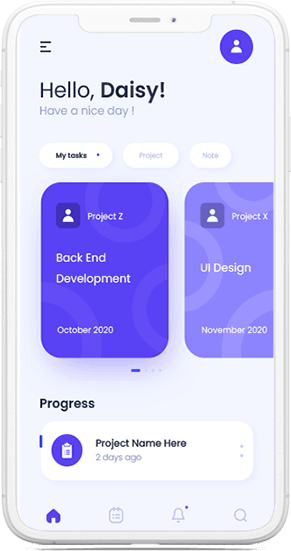 Hello, Daisy!
Have a nice day !
My tasks
Project
Note
Project Z
Back End
Development
October 2020
Project X
UI Design
November 2020
Progress
Project Name Here
2 days ago